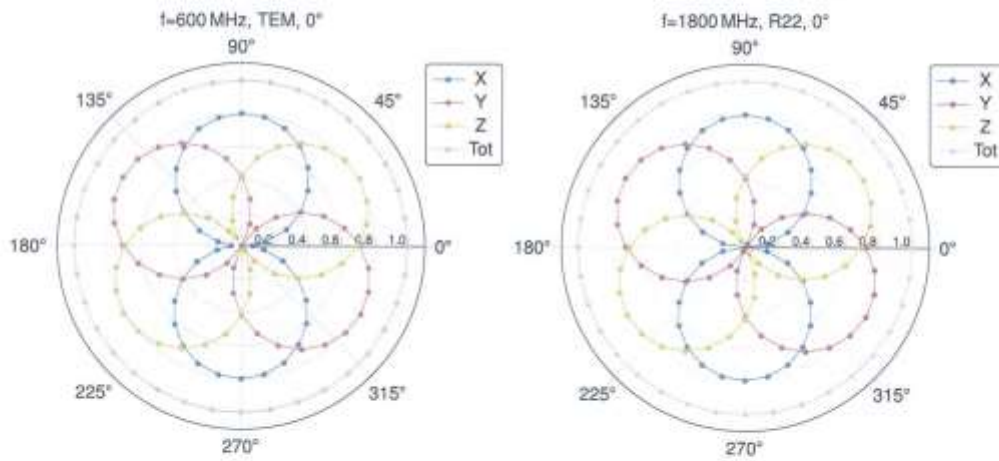 f=600 MHz, TEM, 0°
90°
135°
45°
X
Y
Z
Tot
180°
0.2 0.4 0.6 0.8 1.0
0°
225°
315°
270°
f=1800 MHz, R22, 0°
90°
135°
45°
X
Y
Z
Tot
180°
0.2 0.4 0.6 0.8 1.0
0°
225°
315°
270°